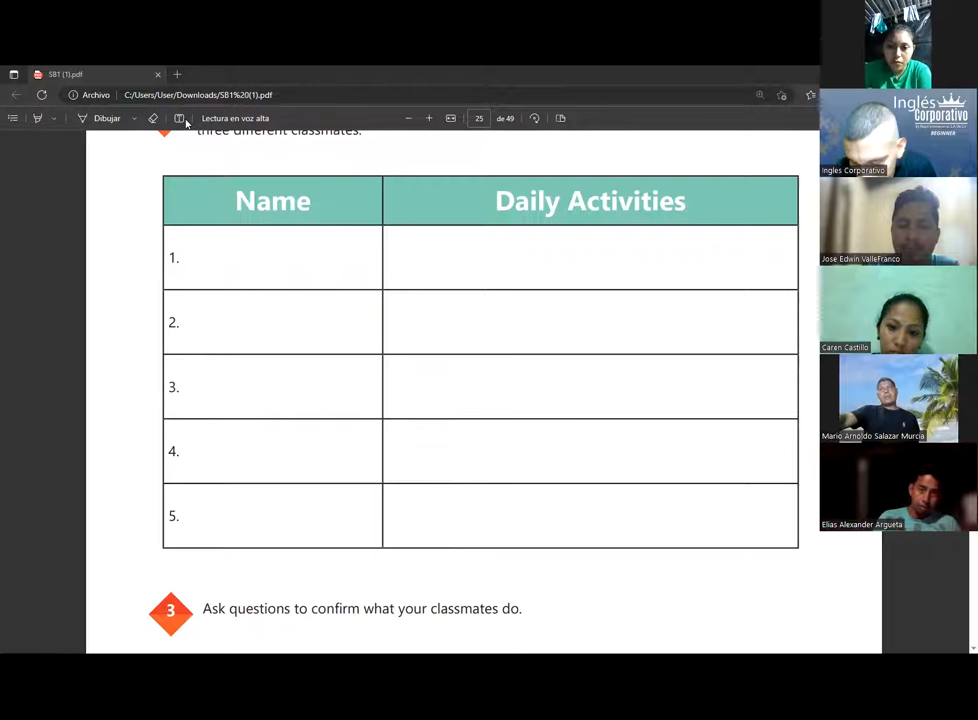 SB1 (1).pdf
Archivo C:/Users/User/Downloads/SB1%20(1).pdf
Dibujar Lectura en voz alta 25 de 49
three different classmates.
Name Daily Activities
1.
2.
3.
4.
5.
3 Ask questions to confirm what your classmates do.
Inglés
Corporativo
BEGINNER
Ingles Corporativo
Jose Edwin ValleFranco
Caren Castillo
Mario Arnoldo Salazar Murcia
Elias Alexander Argueta